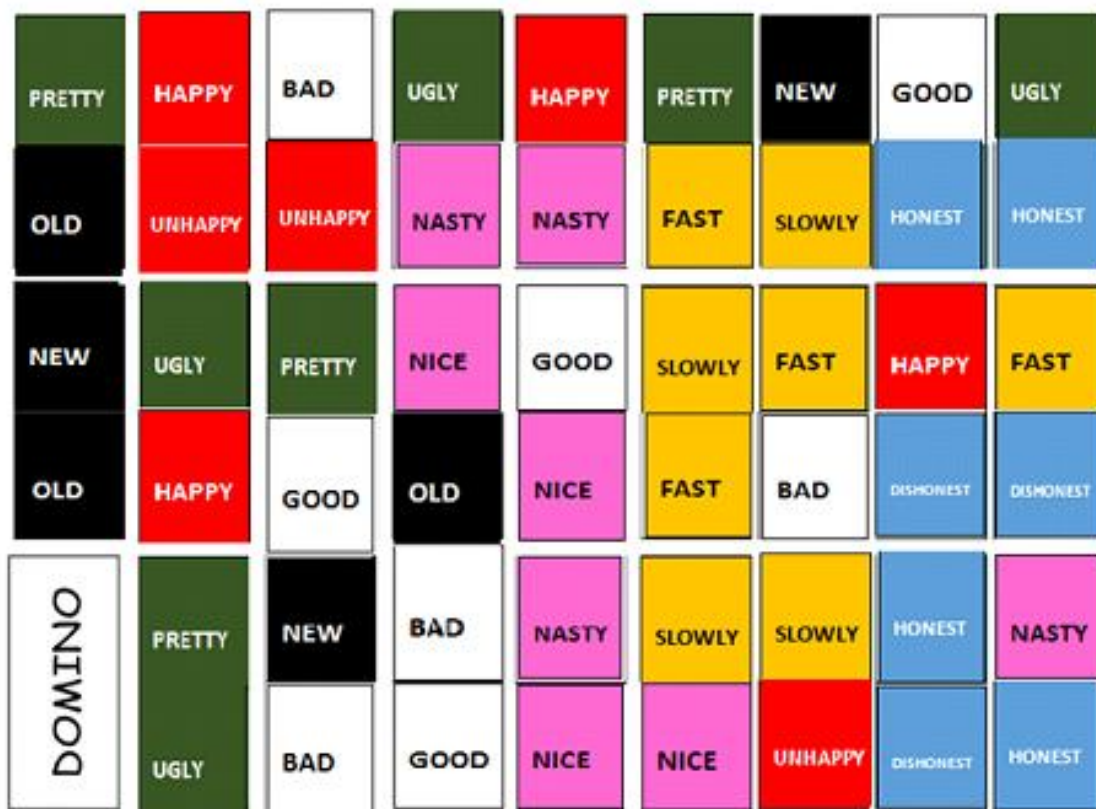 PRETTY HAPPY BAD UGLY HAPPY PRETTY NEW GOOD UGLY
OLD UNHAPPY UNHAPPY NASTY NASTY FAST SLOWLY HONEST HONEST
NEW UGLY PRETTY NICE GOOD SLOWLY FAST HAPPY FAST
OLD HAPPY GOOD OLD NICE FAST BAD DISHONEST DISHONEST
DOMINO
PRETTY NEW BAD NASTY SLOWLY SLOWLY HONEST NASTY
UGLY BAD GOOD NICE NICE UNHAPPY DISHONEST HONEST